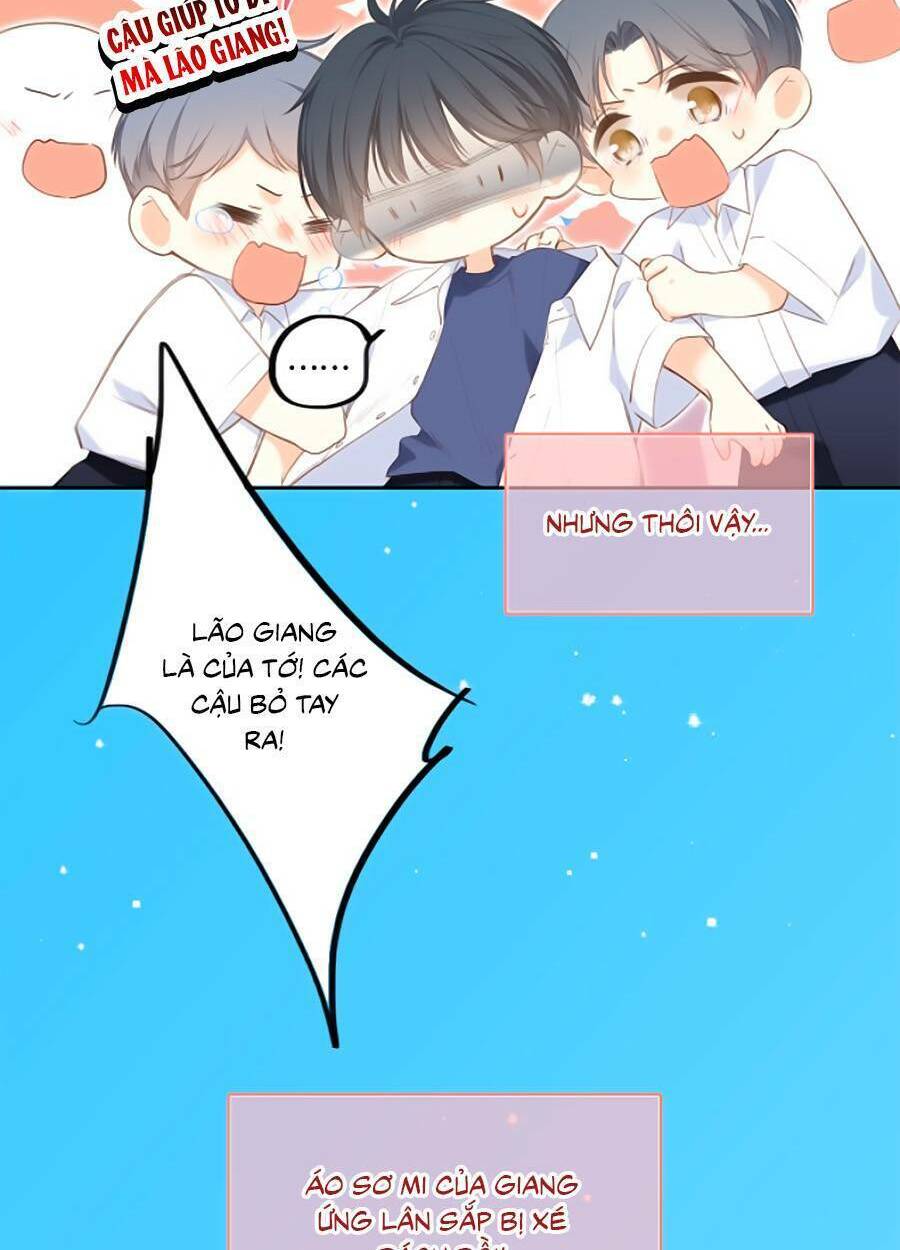 CẬU GIÚP TỚ ĐI
MÀ LÃO GIANG!
......
NHƯNG THÔI VẬY...
LÃO GIANG
LÀ CỦA TỚ! CÁC
CẬU BỎ TAY
RA!
ÁO SƠ MI CỦA GIANG
ỨNG LÂN SẮP BỊ XÉ